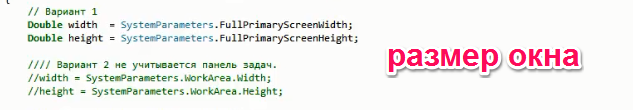 // Вариант 1
Double width  = SystemParameters.FullPrimaryScreenWidth;
Double height = SystemParameters.FullPrimaryScreenHeight;
размер окна
//// Вариант 2 не учитывается панель задач.
//width = SystemParameters.WorkArea.Width;
//height = SystemParameters.WorkArea.Height;